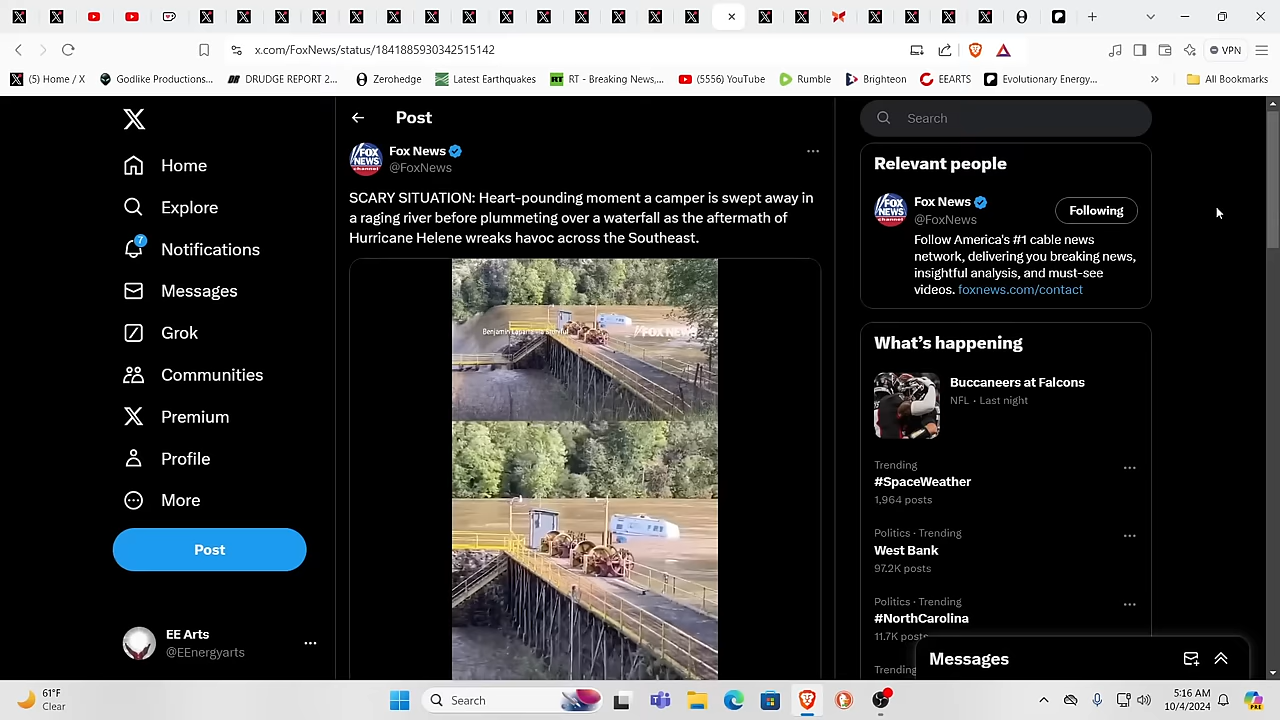 x.com/FoxNews/status/1841885930342515142
VPN
(5) Home / X
Godlike Productions...
DRUDGE REPORT 2...
Zerohedge
Latest Earthquakes
RT - Breaking News,...
(5556) YouTube
Rumble
Brighteon
EEARTS
Evolutionary Energy...
All Bookmarks
Home
Explore
7
Notifications
Messages
Grok
Communities
Premium
Profile
More
Post
EE Arts
@EEnergyarts
Post
Fox News
@FoxNews
SCARY SITUATION: Heart-pounding moment a camper is swept away in
a raging river before plummeting over a waterfall as the aftermath of
Hurricane Helene wreaks havoc across the Southeast.
FOX NEWS
Search
Relevant people
Fox News
@FoxNews
Following
Follow America's #1 cable news
network, delivering you breaking news,
insightful analysis, and must-see
videos. foxnews.com/contact
What's happening
Buccaneers at Falcons
NFL · Last night
Trending
#SpaceWeather
1,964 posts
Politics · Trending
West Bank
97.2K posts
Politics · Trending
#NorthCarolina
11.7K posts
Trending
Messages
61°F
Clear
Search
5:16 AM
10/4/2024